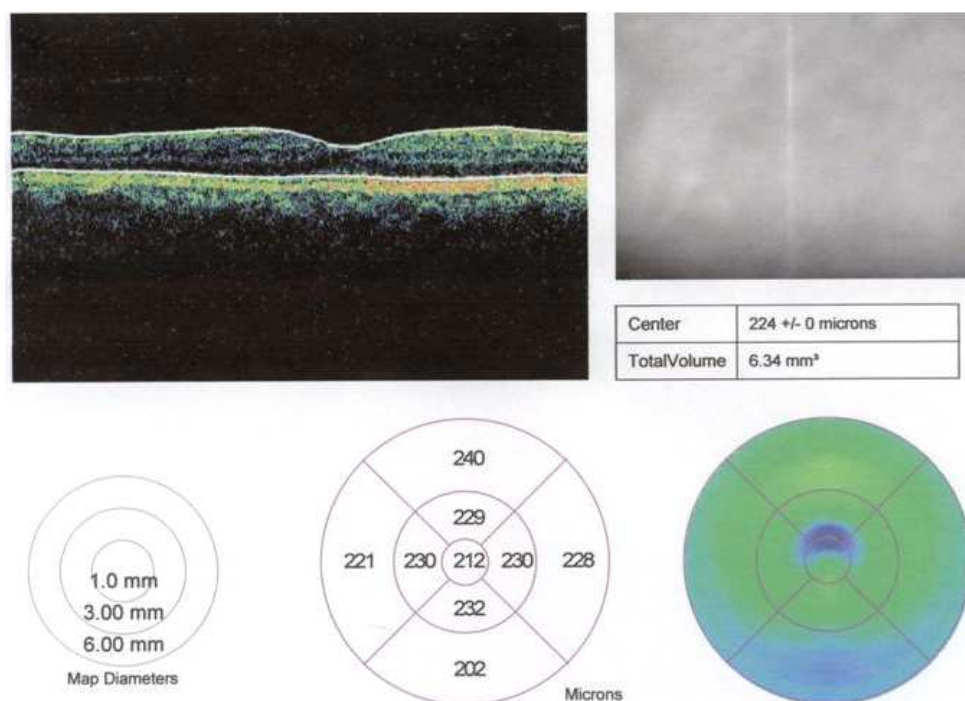 Center 224 +/- 0 microns
TotalVolume 6.34 mm³
240
229
221 230 212 230 228
232
202
Microns
1.0 mm
3.00 mm
6.00 mm
Map Diameters